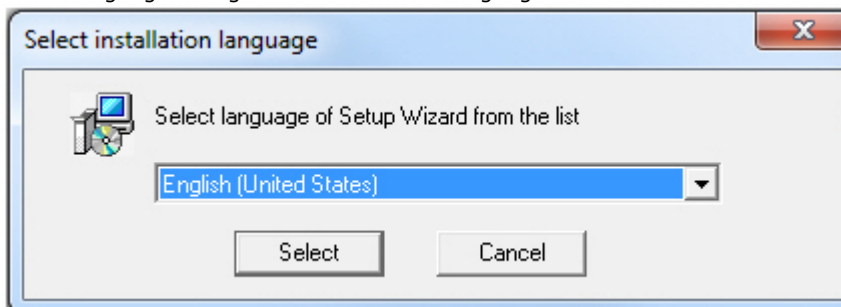 Select installation language
Select language of Setup Wizard from the list
English (United States)
Select
Cancel